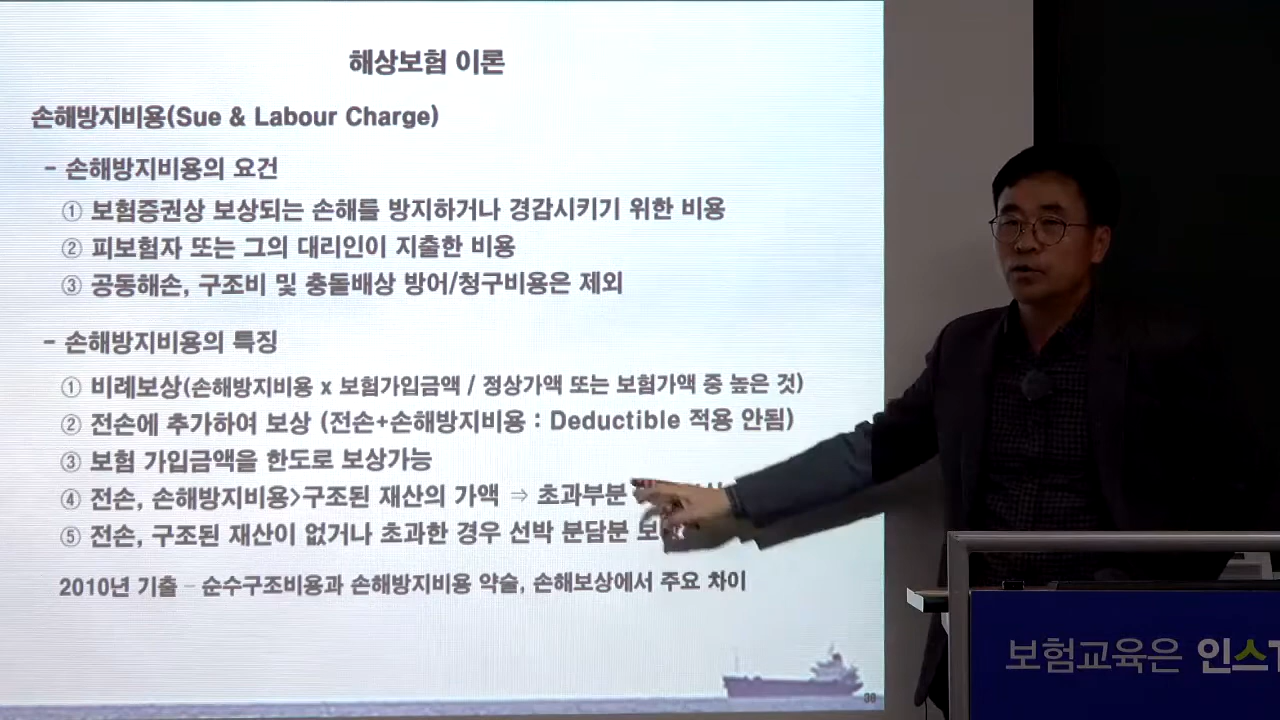 해상보험 이론
손해방지비용(Sue & Labour Charge)
- 손해방지비용의 요건
① 보험증권상 보상되는 손해를 방지하거나 경감시키기 위한 비용
② 피보험자 또는 그의 대리인이 지출한 비용
③ 공동해손, 구조비 및 충돌배상 방어/청구비용은 제외
- 손해방지비용의 특징
① 비례보상(손해방지비용 x 보험가입금액 / 정상가액 또는 보험가액 중 높은 것)
② 전손에 추가하여 보상 (전손+손해방지비용 : Deductible 적용 안됨)
③ 보험 가입금액을 한도로 보상가능
④ 전손, 손해방지비용>구조된 재산의 가액 ⇒ 초과부분
⑤ 전손, 구조된 재산이 없거나 초과한 경우 선박 분담분
2010년 기출 – 순수구조비용과 손해방지비용 약술, 손해보상에서 주요 차이
38
보험교육은 인스